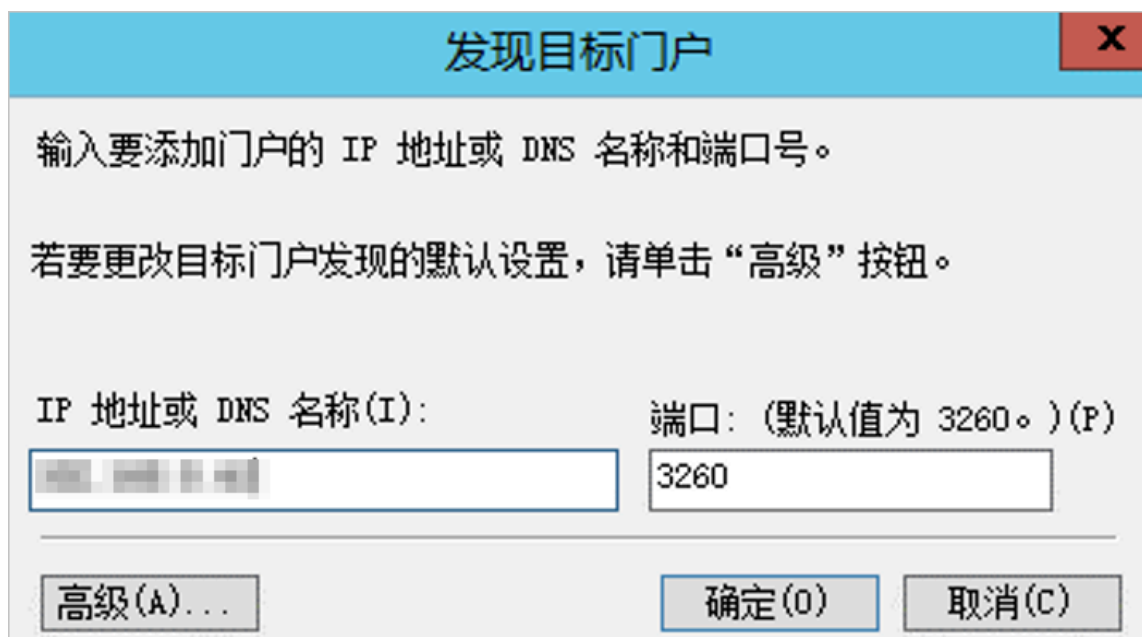 发现目标门户
x
输入要添加门户的 IP 地址或 DNS 名称和端口号。
若要更改目标门户发现的默认设置，请单击“高级”按钮。
IP 地址或 DNS 名称(I):
端口: (默认值为 3260。)(P)
3260
高级(A)...
确定(O)
取消(C)